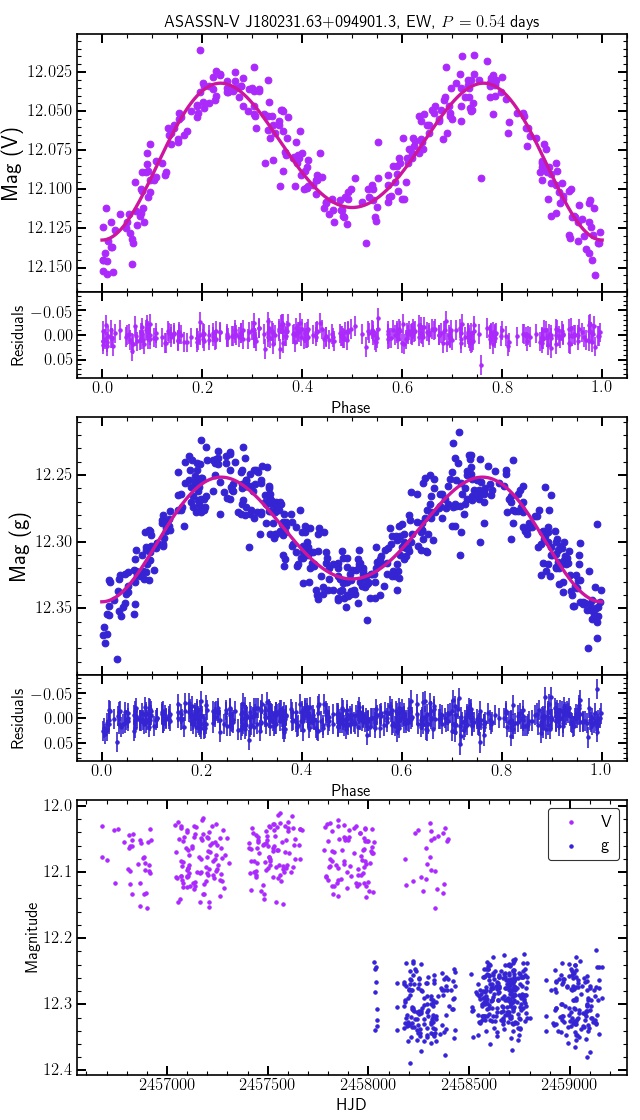 ASASSN-V J180231.63+094901.3, EW, P = 0.54 days
Mag (V)
12.025
12.050
12.075
12.100
12.125
12.150
Residuals
−0.05
0.00
0.05
0.0 0.2 0.4 0.6 0.8 1.0
Phase
Mag (g)
12.25
12.30
12.35
Residuals
−0.05
0.00
0.05
0.0 0.2 0.4 0.6 0.8 1.0
Phase
Magnitude
12.0
12.1
12.2
12.3
12.4
V
g
2457000 2457500 2458000 2458500 2459000
HJD